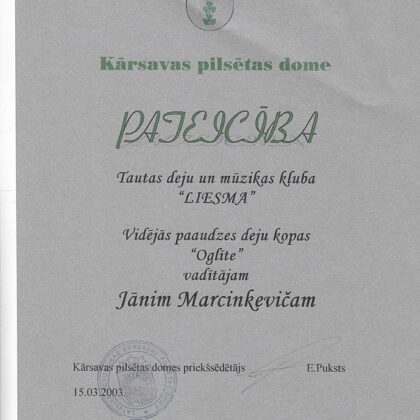 Kārsavas pilsētas dome
PATEICĪBA
Tautas deju un mūzikas kluba
"LIESMA"
Vidējās paaudzes deju kopas
"Oglīte"
vadītājam
Jānim Marcinkevičam
Kārsavas pilsētas domes priekšsēdētājs E.Puksts
15.03.2003.